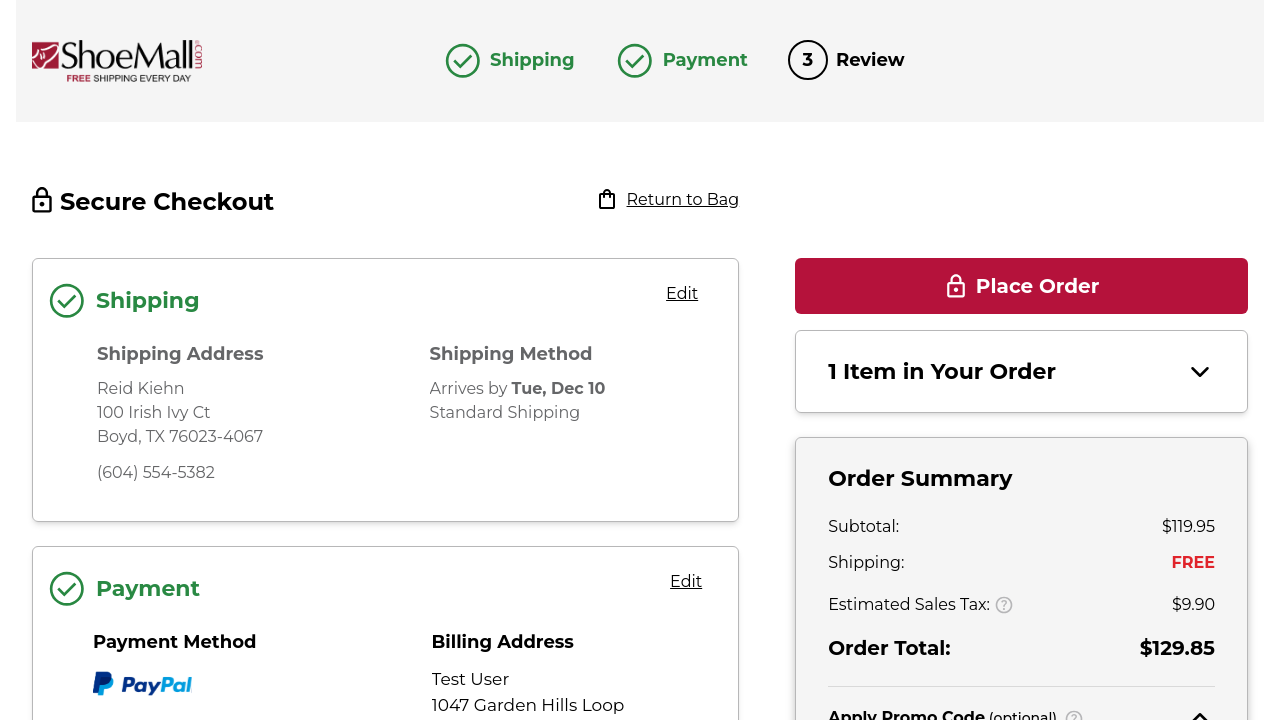 ShoeMall.com
FREE SHIPPING EVERY DAY
Shipping
Payment
3 Review
Secure Checkout
Return to Bag
Shipping
Edit
Shipping Address
Reid Kiehn
100 Irish Ivy Ct
Boyd, TX 76023-4067
(604) 554-5382
Shipping Method
Arrives by Tue, Dec 10
Standard Shipping
Payment
Edit
Payment Method
PayPal
Billing Address
Test User
1047 Garden Hills Loop
Place Order
1 Item in Your Order
Order Summary
Subtotal: $119.95
Shipping: FREE
Estimated Sales Tax: ? $9.90
Order Total: $129.85
Apply Promo Code (optional) ?